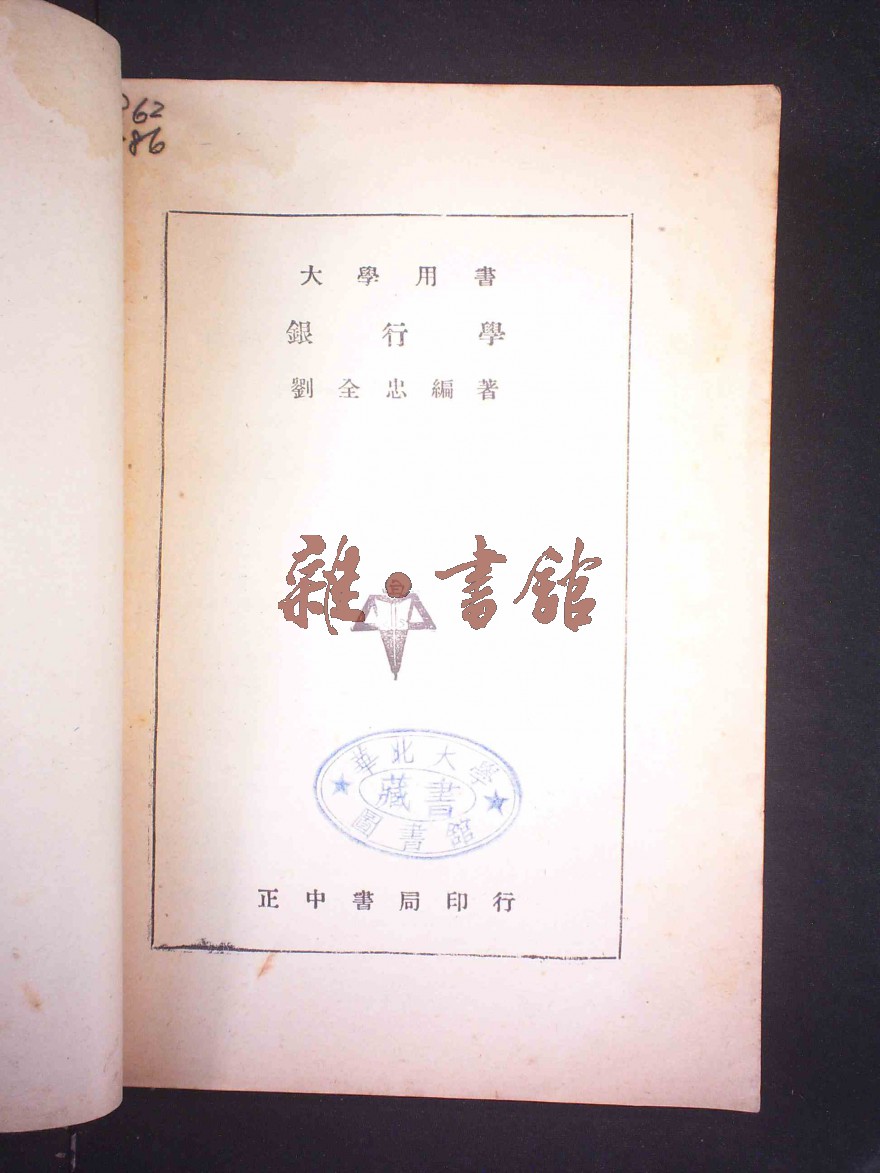 62
86
大學用書
銀行學
劉全忠編著
雜書館
華北大學
藏書
圖書館
正中書局印行